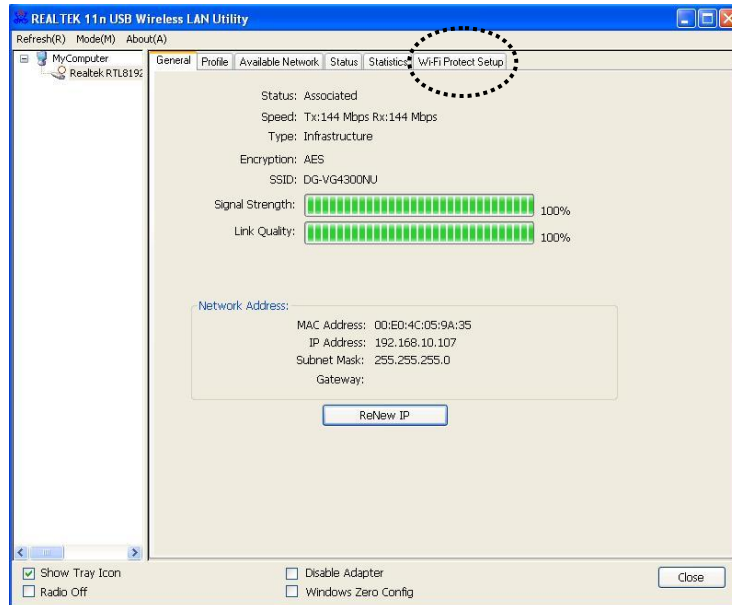 REALTEK 11n USB Wireless LAN Utility
Refresh(R) Mode(M) About(A)
MyComputer
Realtek RTL8192
General Profile Available Network Status Statistics Wi-Fi Protect Setup
Status: Associated
Speed: Tx:144 Mbps Rx:144 Mbps
Type: Infrastructure
Encryption: AES
SSID: DG-VG4300NU
Signal Strength: 100%
Link Quality: 100%
Network Address:
MAC Address: 00:E0:4C:05:9A:35
IP Address: 192.168.10.107
Subnet Mask: 255.255.255.0
Gateway:
ReNew IP
Show Tray Icon
Radio Off
Disable Adapter
Windows Zero Config
Close